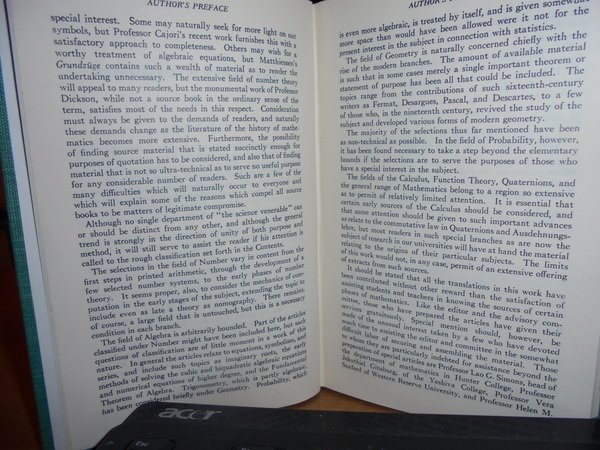 AUTHOR'S PREFACE
special interest. Some may naturally seek for more light on our
symbols, but Professor Cajori's recent work furnishes this with a
satisfactory approach to completeness. Others may wish for a
worthy treatment of algebraic equations, but Matthiessen's
Grundzüge contains such a wealth of material as to render the
undertaking unnecessary. The extensive field of number theory
will appeal to many readers, but the monumental work of Professor
Dickson, while not a source book in the ordinary sense of the
term, satisfies most of the needs in this respect. Consideration
must always be given to the demands of readers, and naturally
these demands change as the literature of the history of math-
ematics becomes more extensive. Furthermore, the possibility
of finding source material that is stated succinctly enough for
purposes of quotation has to be considered, and also that of finding
material that is not so ultra-technical as to serve no useful purpose
for any considerable number of readers. Such are a few of the
many difficulties which will naturally occur to everyone and
which will explain some of the reasons which compel all source
books to be matters of legitimate compromise.
Although no single department of "the science venerable" can
or should be distinct from any other, and although the general
trend is strongly in the direction of unity both of purpose and
method, it will still serve to assist the reader if his attention is
called to the rough classification set forth in the Contents.
The selections in the field of Number vary in content from the
first steps in printed arithmetic, through the development of a
few selected number systems, to the early phases of number
theory. It seems proper, also, to consider the mechanics of com-
putation in the early stages of the subject, extending the topic to
include even as late a theory as nomography. There remains,
of course, a large field that is untouched, but this is a necessary
condition in each branch.
The field of Algebra is arbitrarily bounded. Part of the articles
classified under Number might have been included here, but such
questions of classification are of little moment in a work of this
nature. In general the articles relate to equations, symbolism, and
series, and include such topics as imaginary roots, the early
methods of solving the cubic and biquadratic algebraic equations
and numerical equations of higher degree, and the Fundamental
Theorem of Algebra. Trigonometry, which is partly algebraic,
has been considered briefly under Geometry. Probability, which
AUTHOR'S
is even more algebraic, is treated by itself, and is given somewhat
more space than would have been allowed were it not for the
present interest in the subject in connection with statistics.
The field of Geometry is naturally concerned chiefly with the
rise of the modern branches. The amount of available material
is such that in some cases merely a single important theorem or
statement of purpose has been all that could be included. The
topics range from the contributions of such sixteenth-century
writers as Fermat, Desargues, Pascal, and Descartes, to a few
of those who, in the nineteenth century, revived the study of the
subject and developed various forms of modern geometry.
The majority of the selections thus far mentioned have been
as non-technical as possible. In the field of Probability, however,
it has been found necessary to take a step beyond the elementary
bounds if the selections are to serve the purposes of those who
have a special interest in the subject.
The fields of the Calculus, Function Theory, Quaternions, and
the general range of Mathematics belong to a region so extensive
as to permit of relatively limited attention. It is essential that
certain early sources of the Calculus should be considered, and
that some attention should be given to such important advances
as relate to the commutative law in Quaternions and Ausdehnungs-
lehre, but most readers in such special branches as are now the
subject of research in our universities will have at hand the material
relating to the origins of their particular subjects. The limits
of this work would not, in any case, permit of an extensive offering
of extracts from such sources.
It should be stated that all the translations in this work have
been contributed without other reward than the satisfaction of
assisting students and teachers in knowing the sources of certain
phases of mathematics. Like the editor and the advisory com-
mittee, those who have prepared the articles have given their
services gratuitously. Special mention should, however, be
made of the unusual interest taken by a few who have devoted
much time to assisting the editor and committee in the somewhat
difficult labor of securing and assembling the material. Those
to whom they are particularly indebted for assistance beyond the
preparation of special articles are Professor Lao G. Simons, head of
the department of mathematics in Hunter College, Professor
Jekuthiel Ginsburg, of the Yeshiva College, Professor Vera
Sanford of Western Reserve University, and Professor Helen M.
acer
Esc